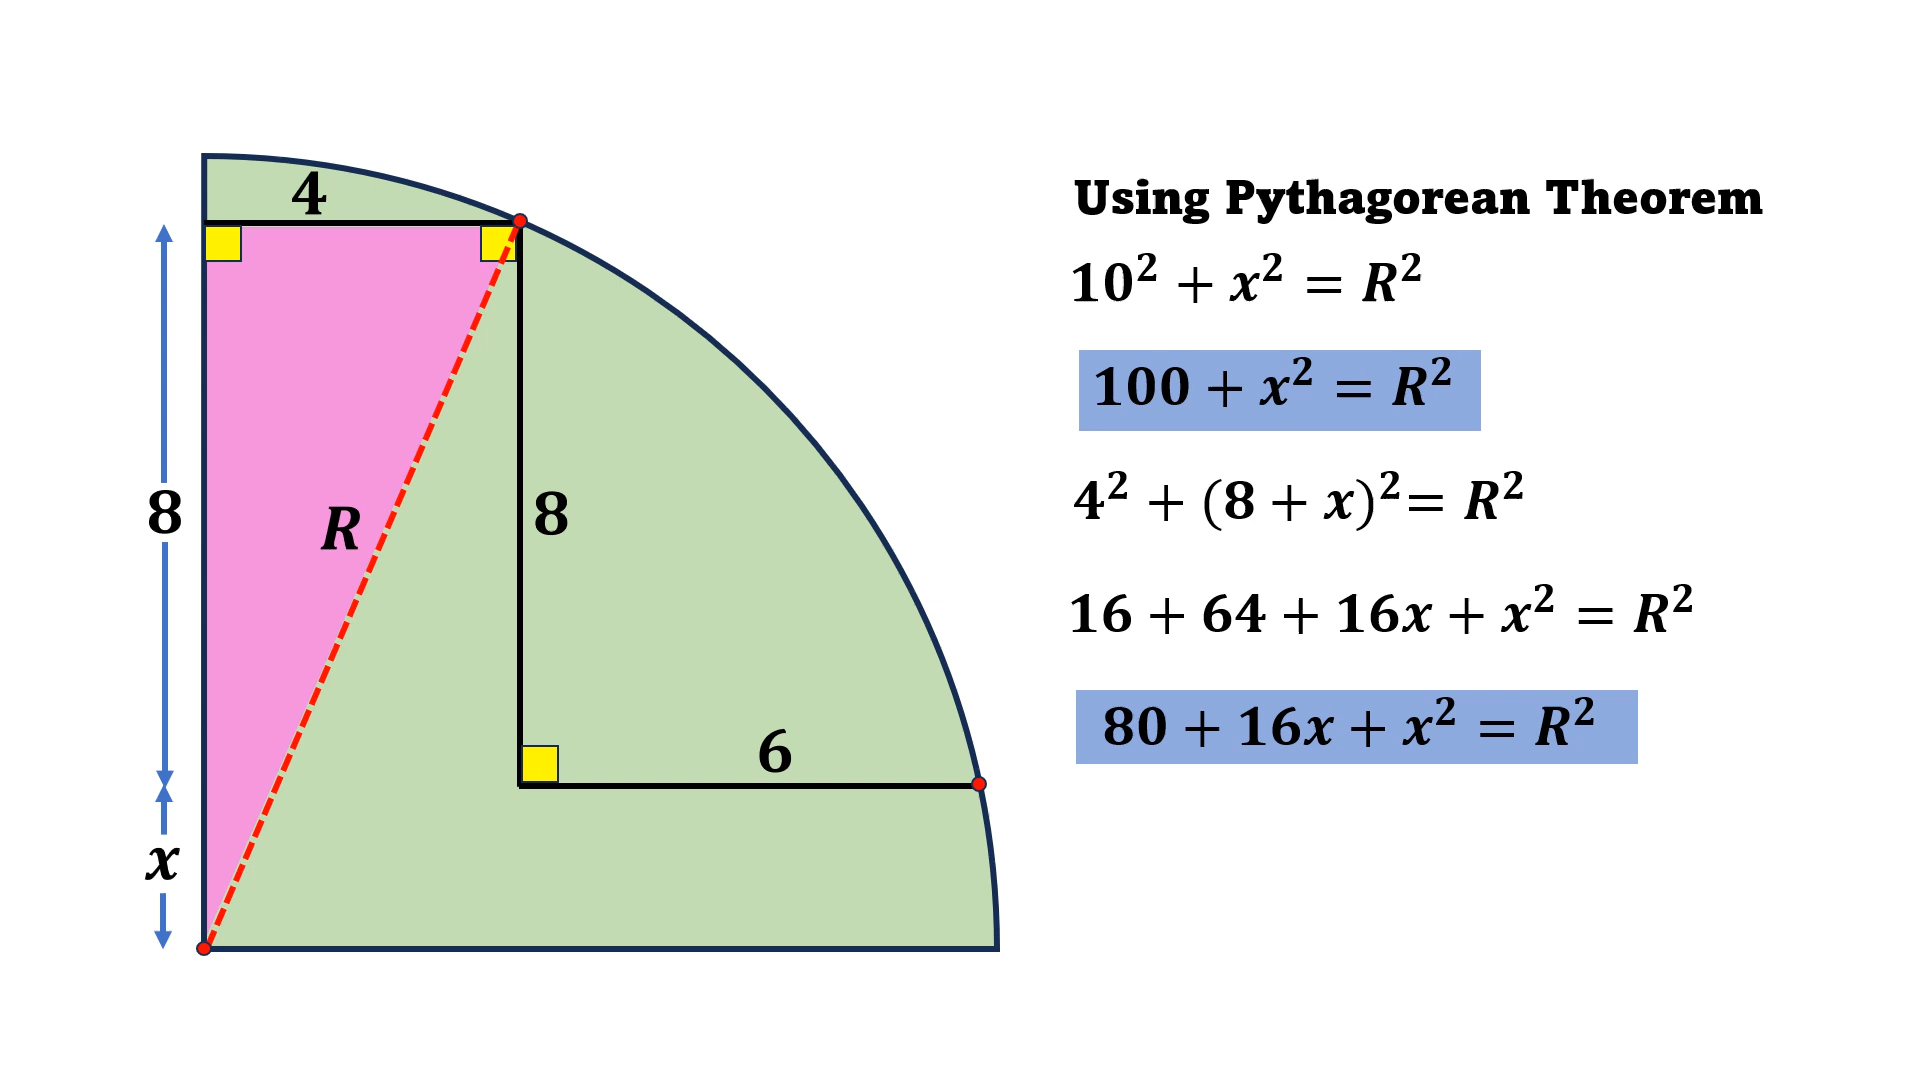 4
8
R
8
6
x
Using Pythagorean Theorem
10² + x² = R²
100 + x² = R²
4² + (8 + x)² = R²
16 + 64 + 16x + x² = R²
80 + 16x + x² = R²